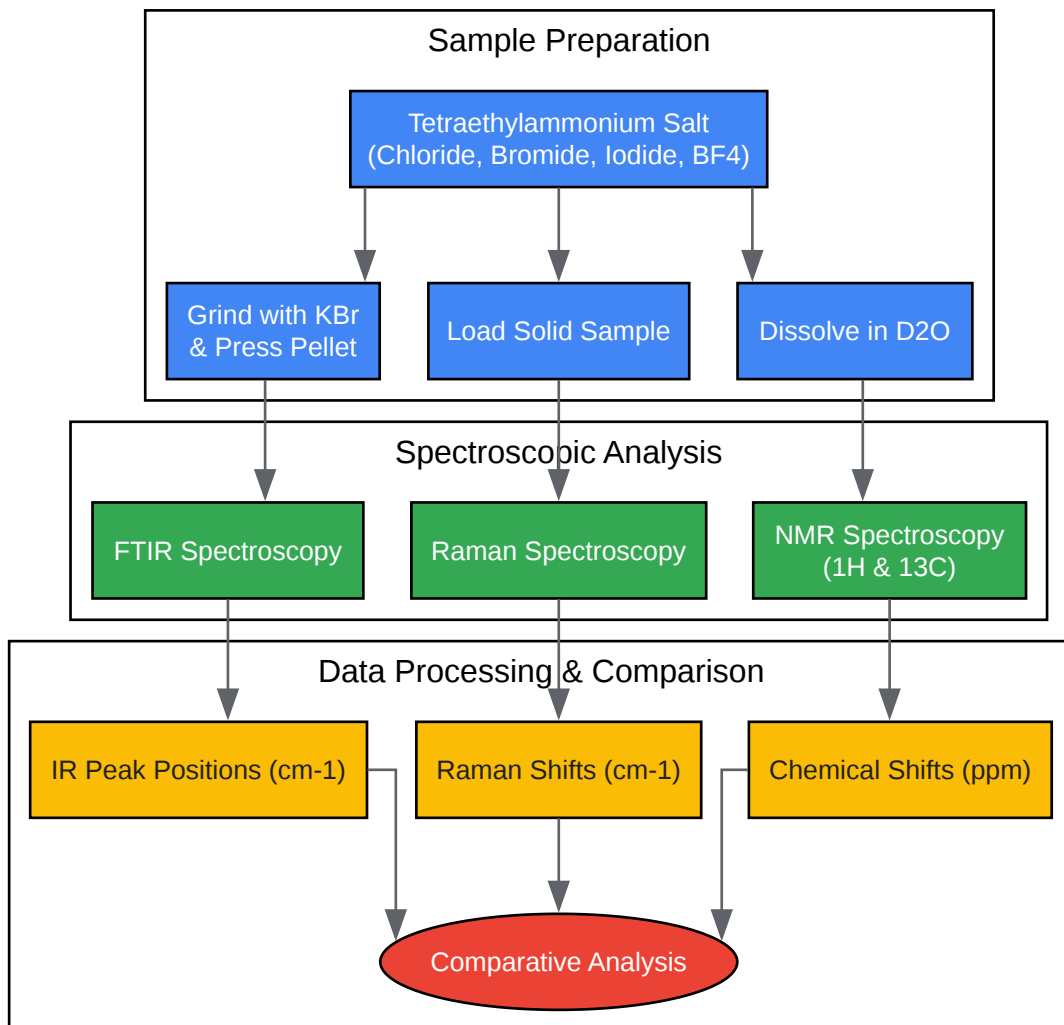 Sample Preparation
Tetraethylammonium Salt
(Chloride, Bromide, Iodide, BF4)
Grind with KBr
& Press Pellet
Load Solid Sample
Dissolve in D2O
Spectroscopic Analysis
FTIR Spectroscopy
Raman Spectroscopy
NMR Spectroscopy
(1H & 13C)
Data Processing & Comparison
IR Peak Positions (cm-1)
Raman Shifts (cm-1)
Chemical Shifts (ppm)
Comparative Analysis